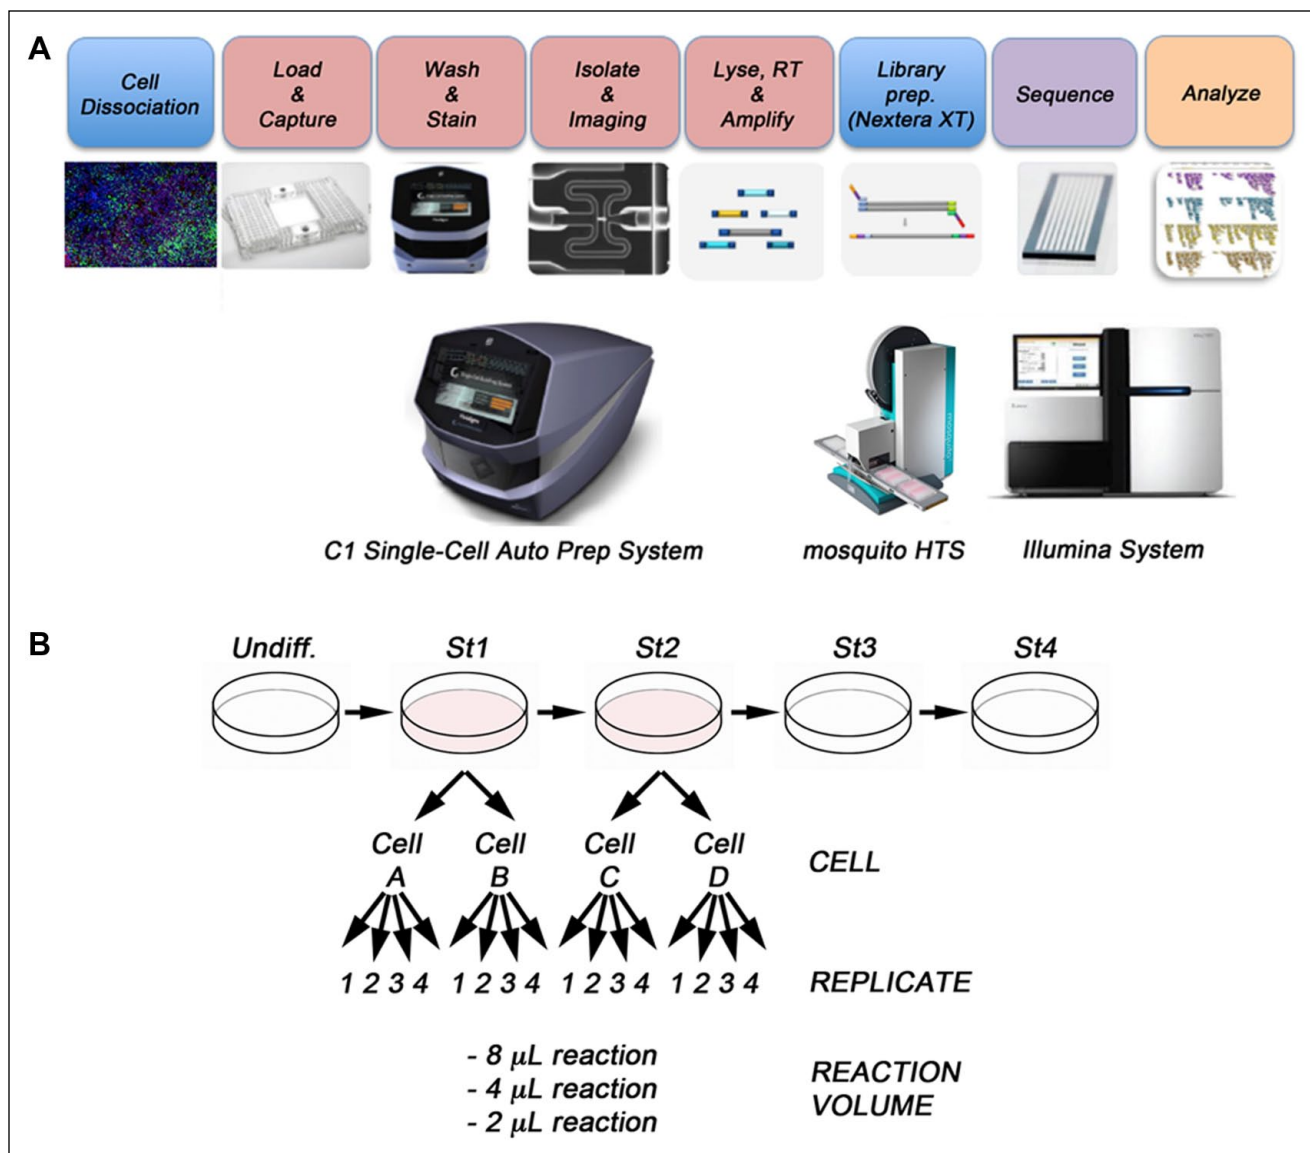 A
Cell
Dissociation
Load
&
Capture
Wash
&
Stain
Isolate
&
Imaging
Lyse, RT
&
Amplify
Library
prep.
(Nextera XT)
Sequence
Analyze
C1 Single-Cell Auto Prep System
mosquito HTS
Illumina System
mosquito
B
Undiff.
St1
St2
St3
St4
Cell
A
Cell
B
Cell
C
Cell
D
CELL
1 2 3 4
1 2 3 4
1 2 3 4
1 2 3 4
REPLICATE
- 8 μL reaction
- 4 μL reaction
- 2 μL reaction
REACTION
VOLUME